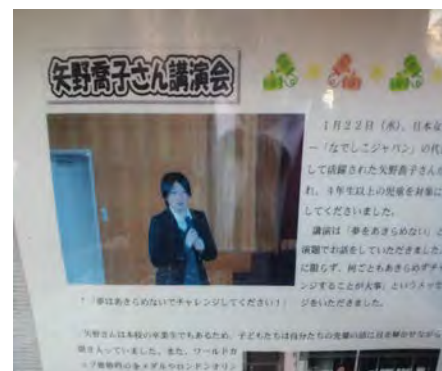 矢野喬子さん講演会
1月22日（水）、日本な
ー「なでしこジャパン」の代
して活躍された矢野喬子さんが
れ、4年生以上の児童を対象に
してくださいました。
講演は「夢をあきらめない」と
演題でお話をしていただきました
に限らず、何ごともあきらめずチャ
ンジすることが大事、というメッセ
ジをいただきました。
↑「夢はあきらめないでチャレンジしてください！」
矢野さんは本校の卒業生でもあるため、子どもたちは自分たちの先輩の話に目を輝かせながら
聞き入っていました。また、ワールドカ
ップ優勝時の金メダルやロンドンオリン